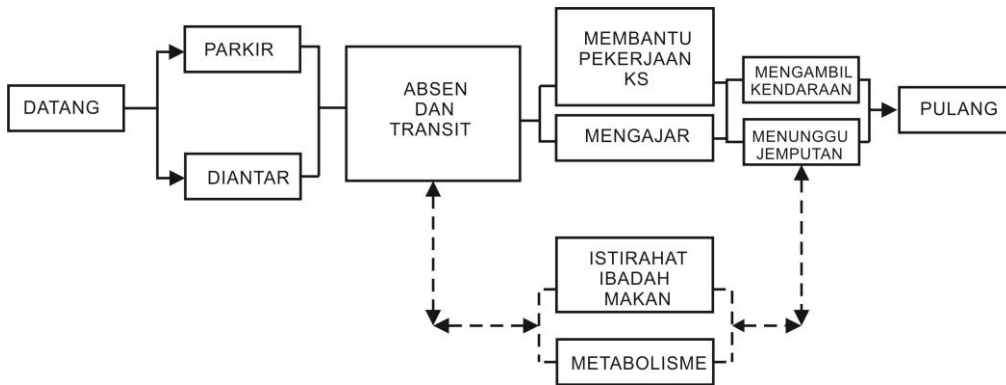 DATANG
PARKIR
DIANTAR
ABSEN
DAN
TRANSIT
MEMBANTU
PEKERJAAN
KS
MENGAJAR
MENGAMBIL
KENDARAAN
MENUNGGU
JEMPUTAN
PULANG
ISTIRAHAT
IBADAH
MAKAN
METABOLISME